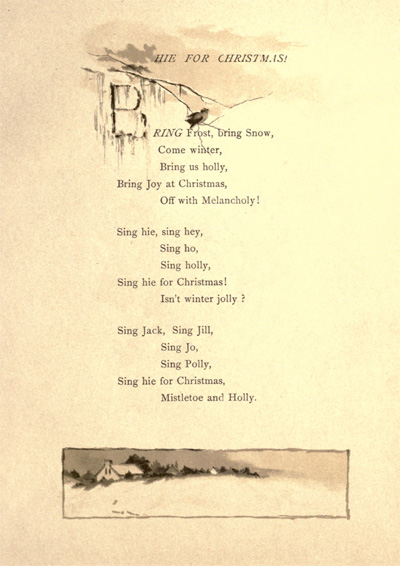 HIE FOR CHRISTMAS!
BRING Frost, bring Snow,
Come winter,
Bring us holly,
Bring Joy at Christmas,
Off with Melancholy!
Sing hie, sing hey,
Sing ho,
Sing holly,
Sing hie for Christmas!
Isn't winter jolly?
Sing Jack, Sing Jill,
Sing Jo,
Sing Polly,
Sing hie for Christmas,
Mistletoe and Holly.